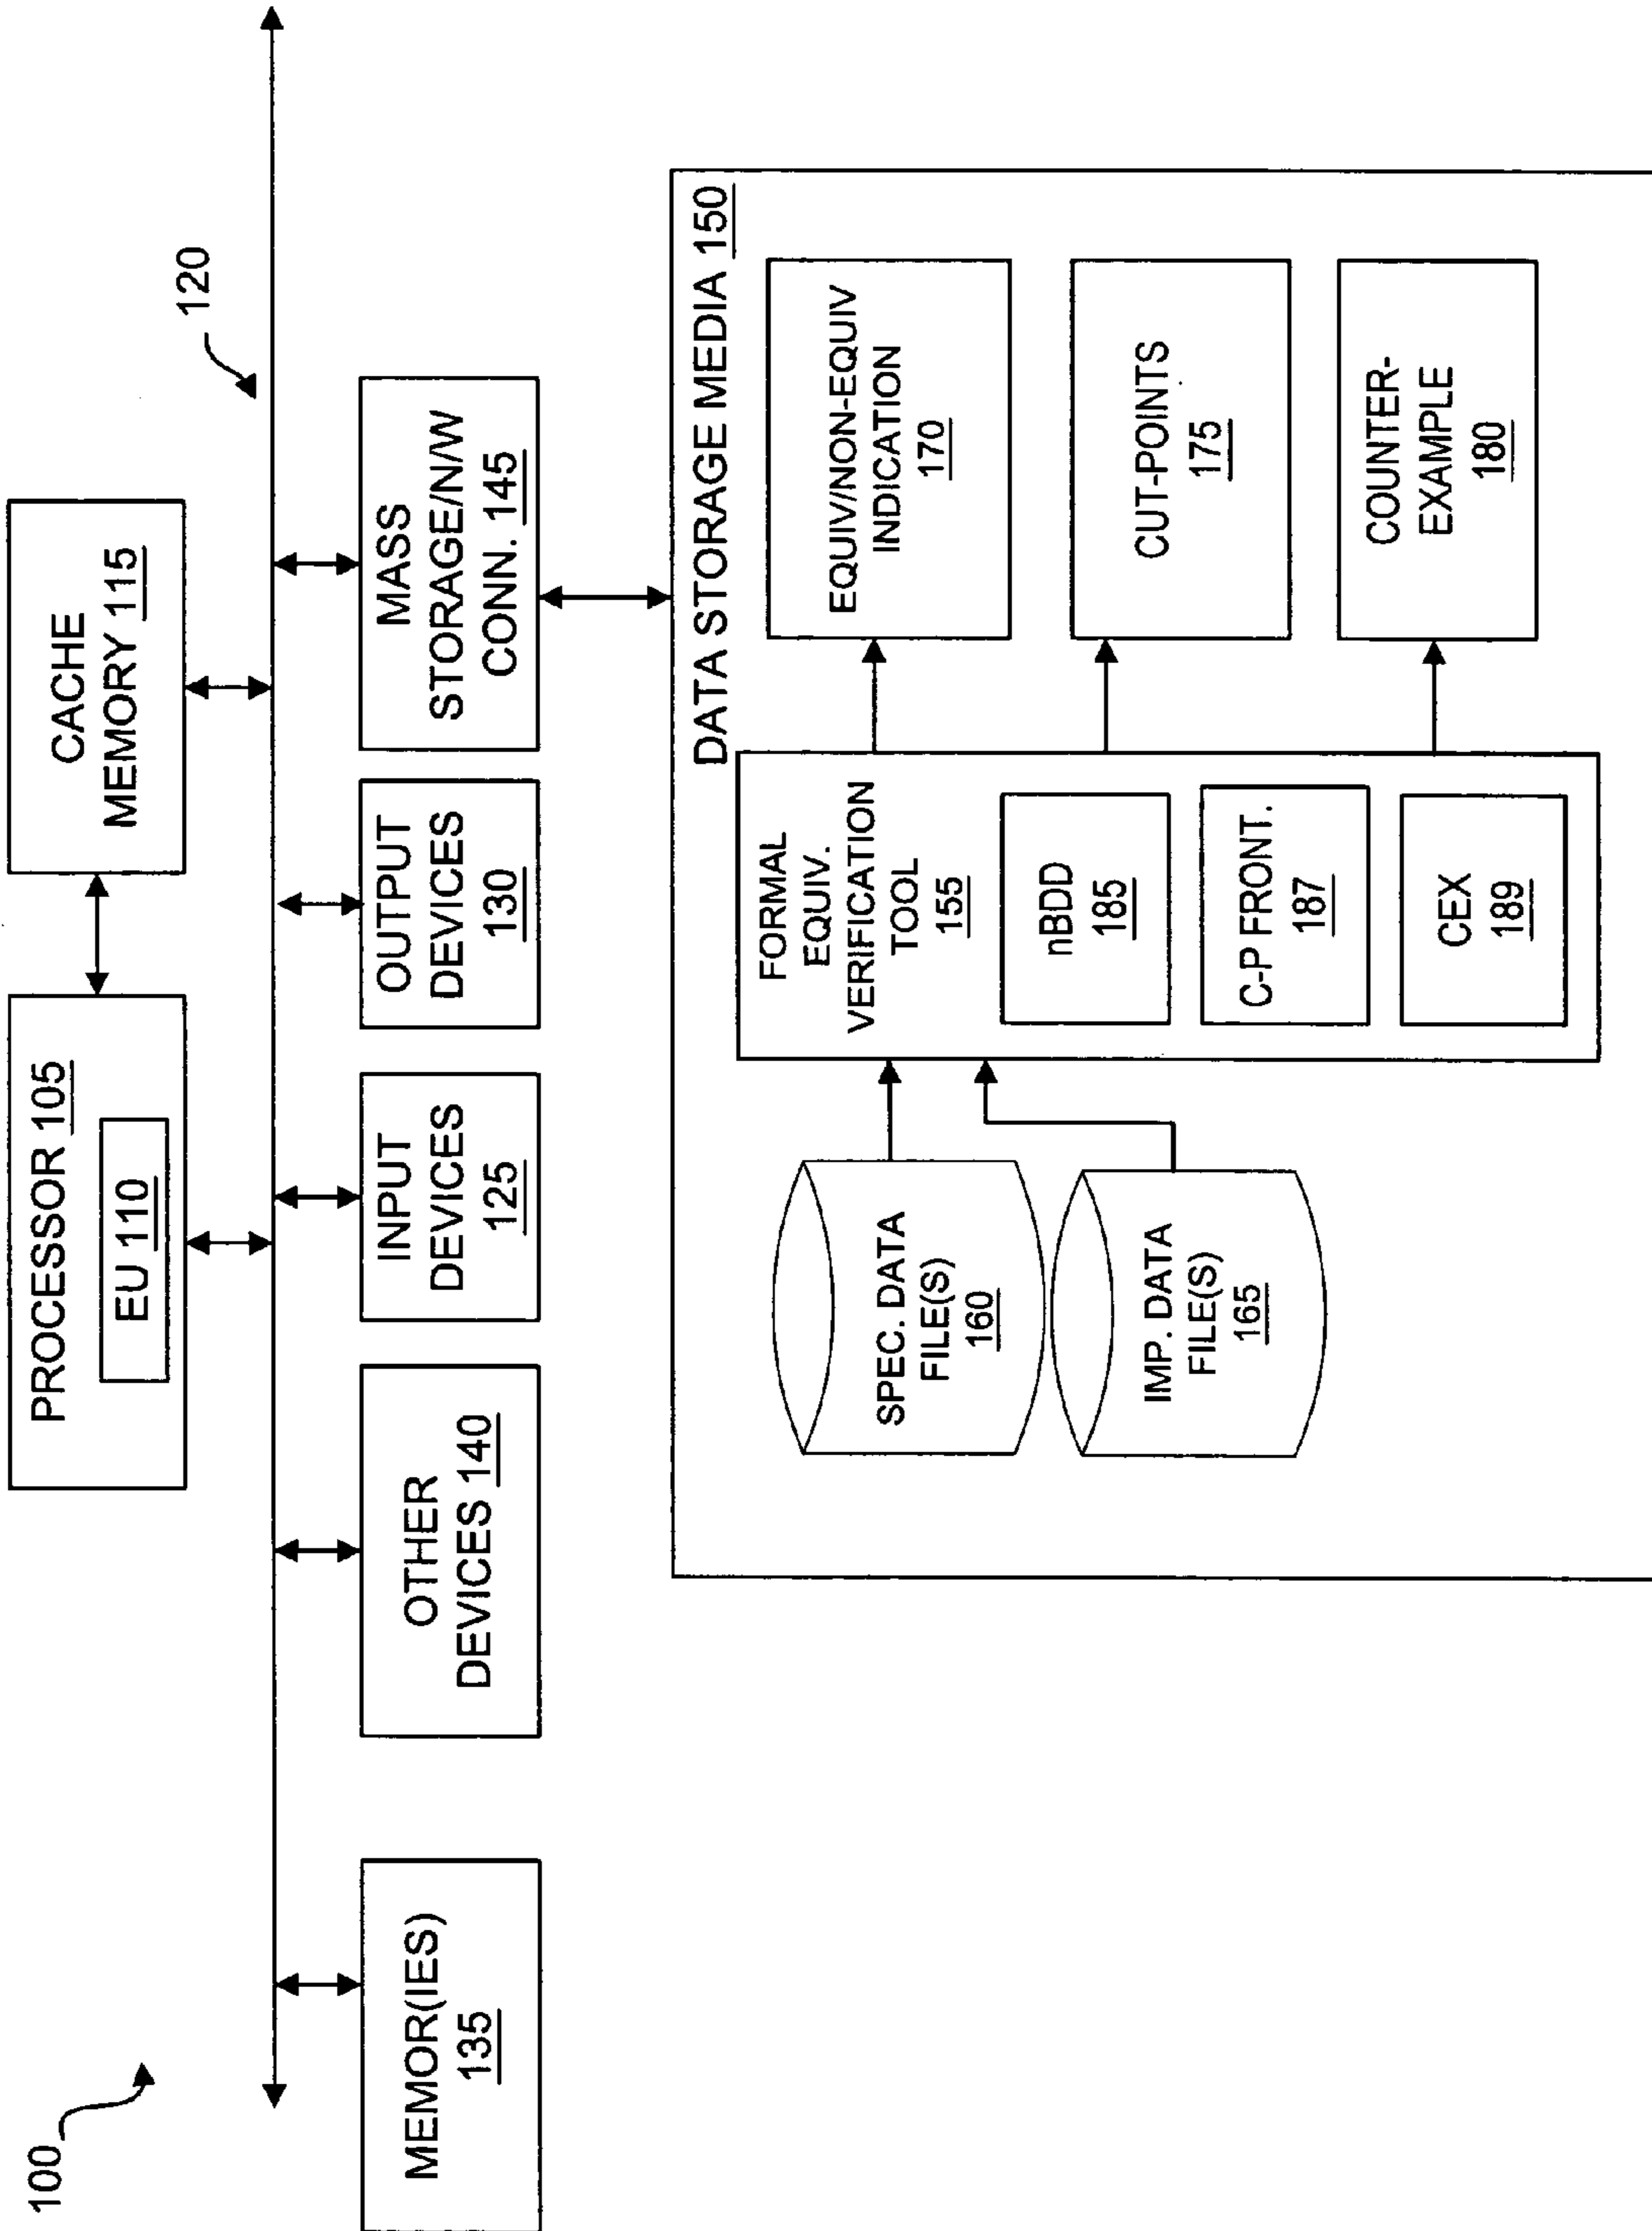 100
PROCESSOR 105
EU 110
CACHE
MEMORY 115
120
MEMOR(IES)
135
OTHER
DEVICES 140
INPUT
DEVICES
125
OUTPUT
DEVICES
130
MASS
STORAGE/N/W
CONN. 145
DATA STORAGE MEDIA 150
SPEC. DATA
FILE(S)
160
IMP. DATA
FILE(S)
165
FORMAL
EQUIV.
VERIFICATION
TOOL
155
nBDD
185
C-P FRONT.
187
CEX
189
EQUIV/NON-EQUIV
INDICATION
170
CUT-POINTS
175
COUNTER-
EXAMPLE
180